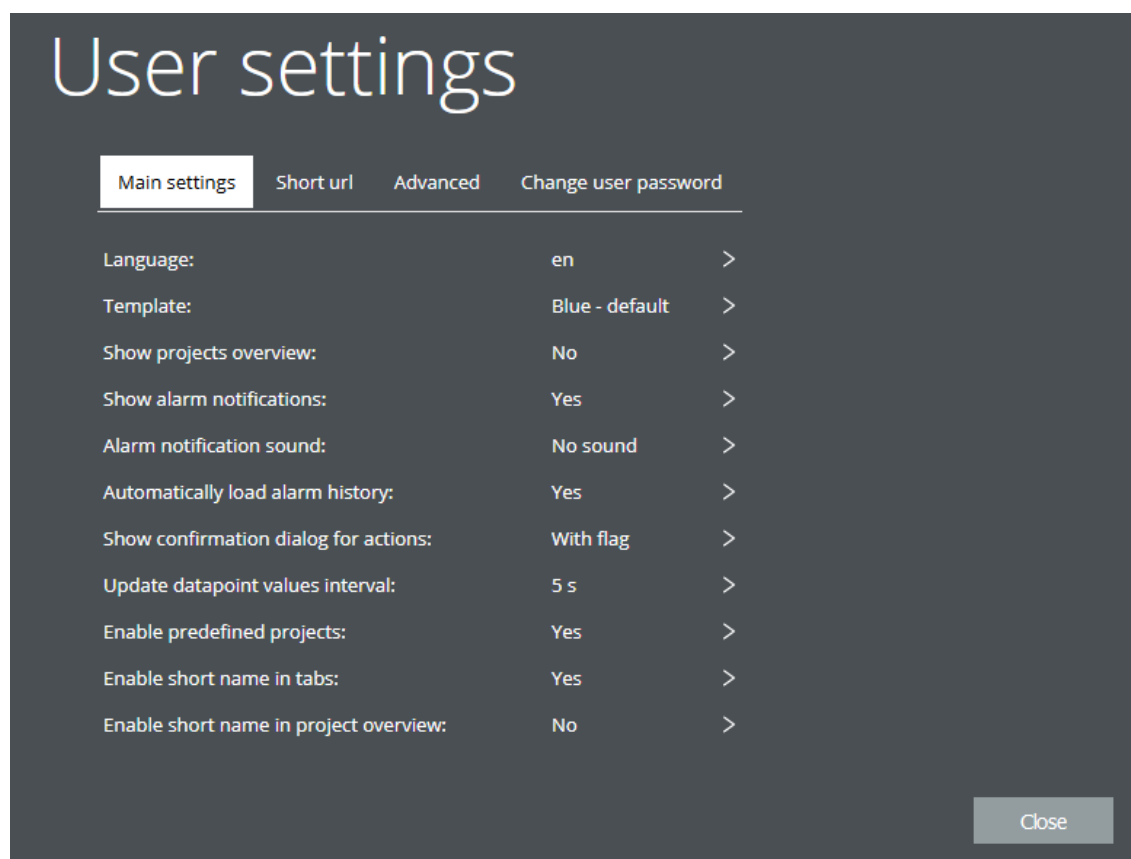 User settings
Main settings Short url Advanced Change user password
Language: en >
Template: Blue - default >
Show projects overview: No >
Show alarm notifications: Yes >
Alarm notification sound: No sound >
Automatically load alarm history: Yes >
Show confirmation dialog for actions: With flag >
Update datapoint values interval: 5 s >
Enable predefined projects: Yes >
Enable short name in tabs: Yes >
Enable short name in project overview: No >
Close